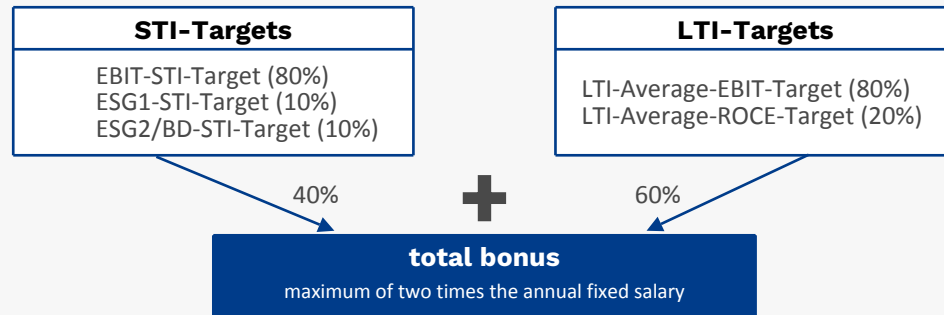 STI-Targets
EBIT-STI-Target (80%)
ESG1-STI-Target (10%)
ESG2/BD-STI-Target (10%)
LTI-Targets
LTI-Average-EBIT-Target (80%)
LTI-Average-ROCE-Target (20%)
40%
60%
total bonus
maximum of two times the annual fixed salary